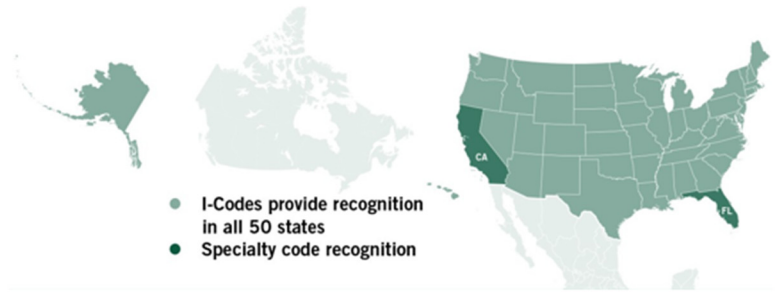 CA
FL
I-Codes provide recognition
in all 50 states
Specialty code recognition